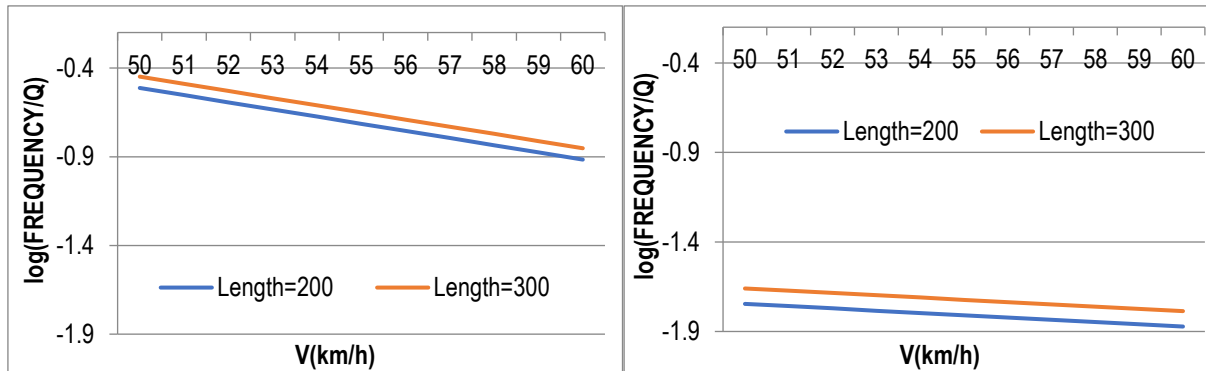 50 51 52 53 54 55 56 57 58 59 60
-0.4
-0.9
-1.4
-1.9
log(FREQUENCY/Q)
Length=200 Length=300
V(km/h)
50 51 52 53 54 55 56 57 58 59 60
-0.4
-0.9
-1.4
-1.9
log(FREQUENCY/Q)
Length=200 Length=300
V(km/h)